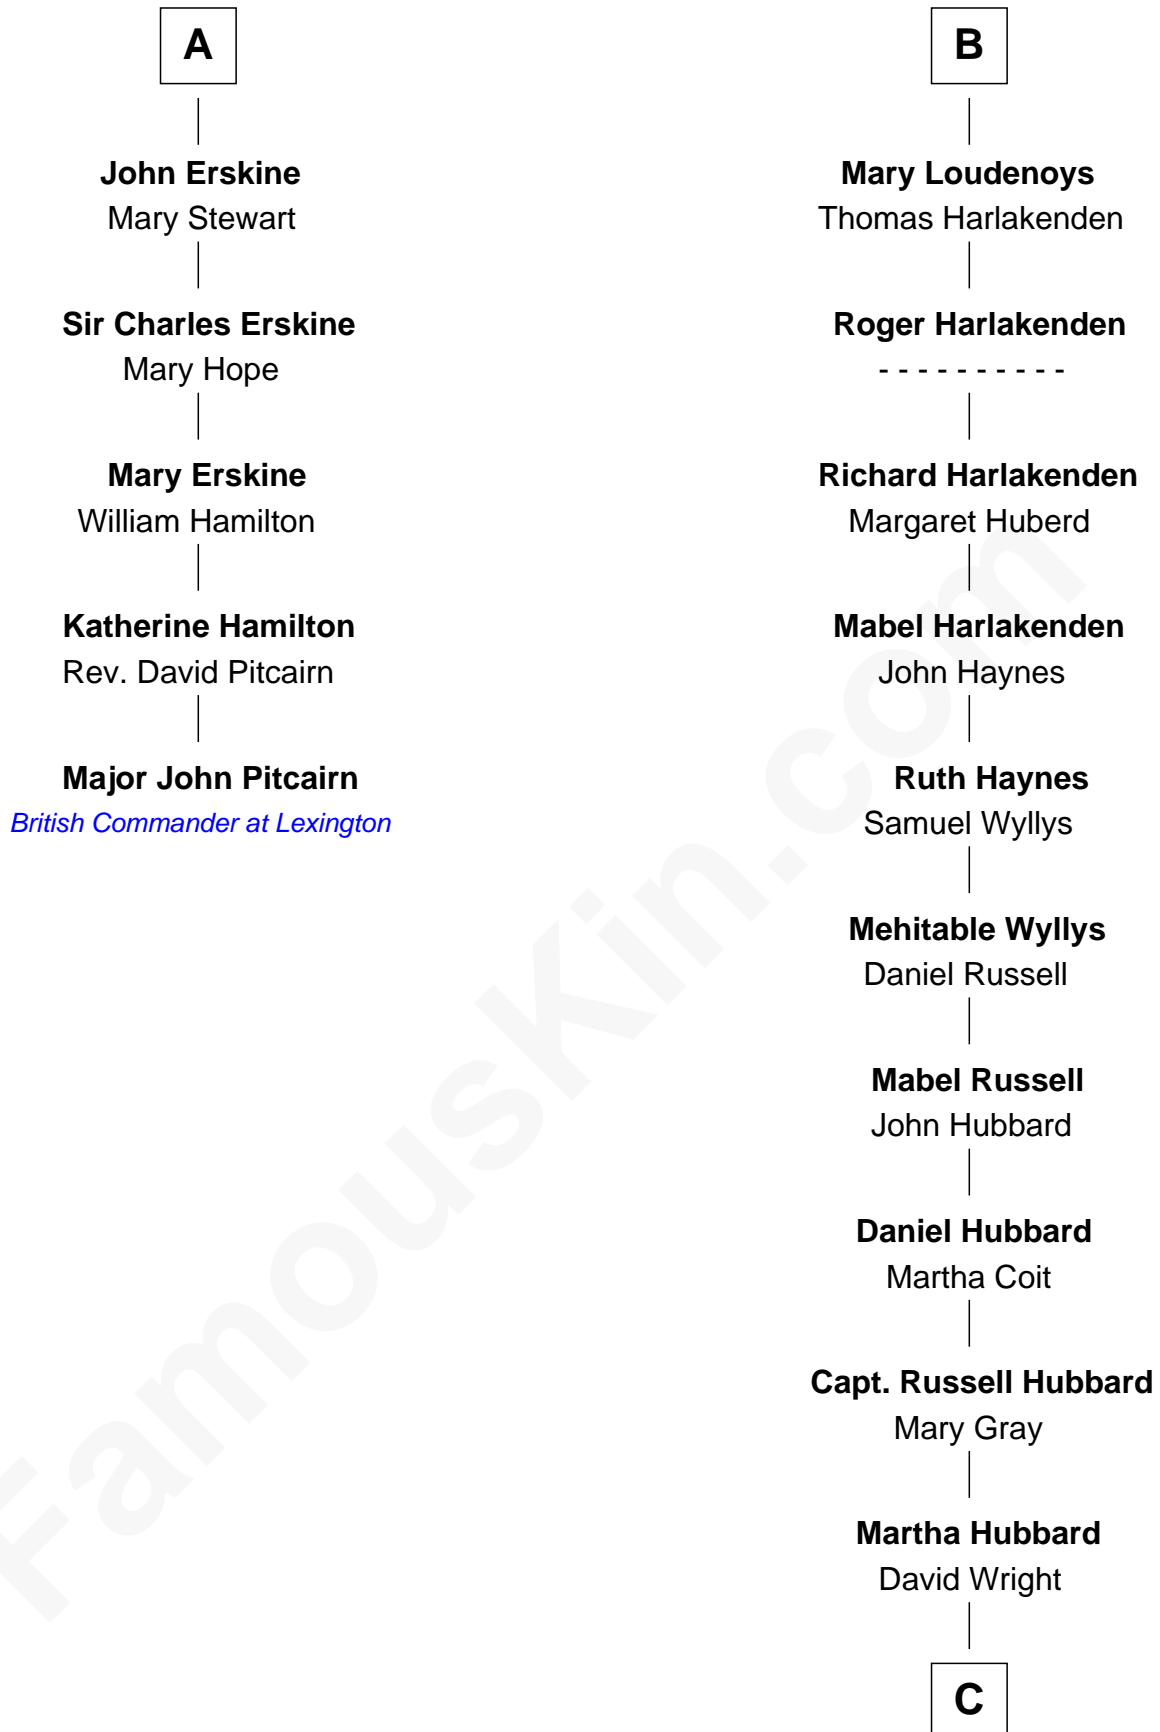 A
John Erskine
Mary Stewart
Sir Charles Erskine
Mary Hope
Mary Erskine
William Hamilton
Katherine Hamilton
Rev. David Pitcairn
Major John Pitcairn
British Commander at Lexington
B
Mary Loudenoys
Thomas Harlakenden
Roger Harlakenden
- - - - - - - - - -
Richard Harlakenden
Margaret Huberd
Mabel Harlakenden
John Haynes
Ruth Haynes
Samuel Wyllys
Mehitable Wyllys
Daniel Russell
Mabel Russell
John Hubbard
Daniel Hubbard
Martha Coit
Capt. Russell Hubbard
Mary Gray
Martha Hubbard
David Wright
C
FamousKin.com